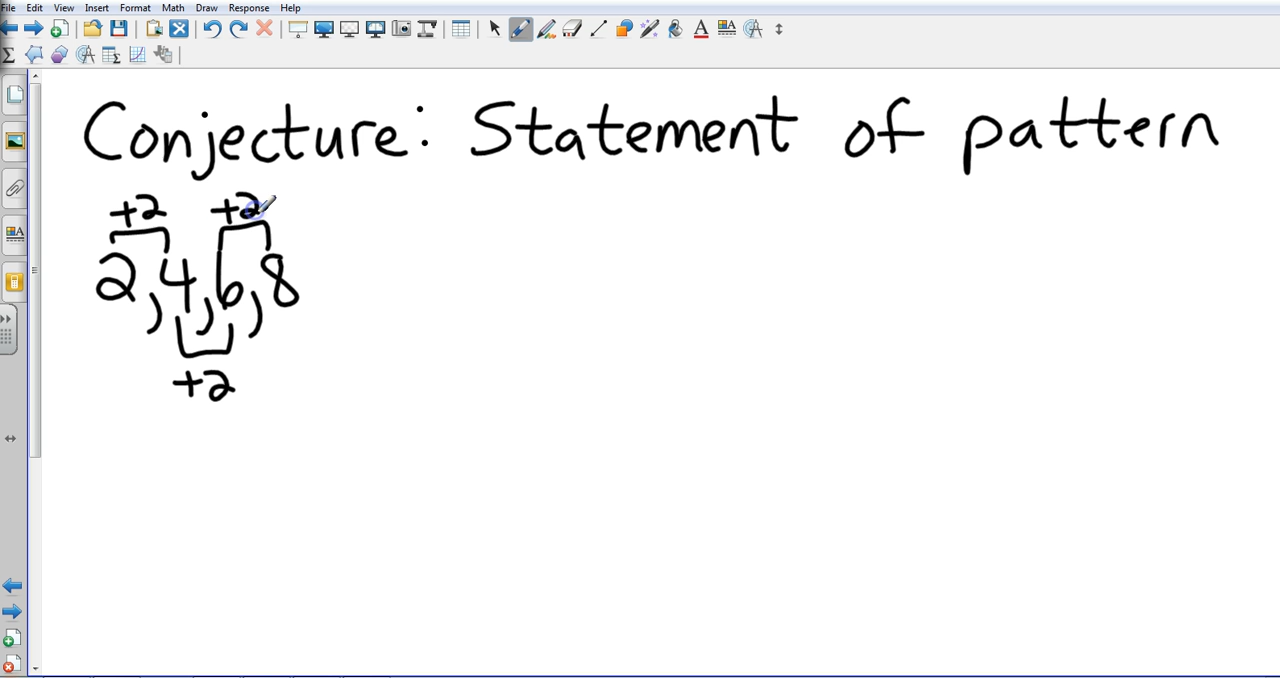 File Edit View Insert Format Math Draw Response Help
Conjecture: Statement of pattern
+2 +2
2, 4, 6, 8
+2